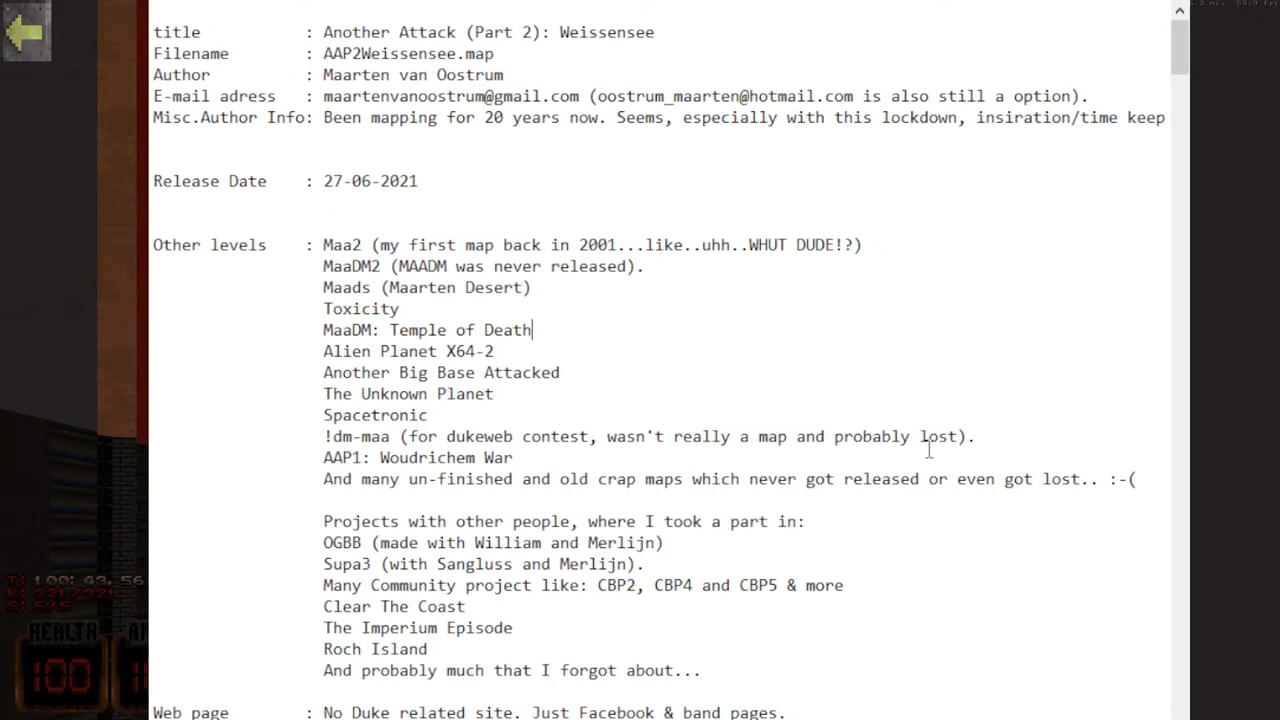 title : Another Attack (Part 2): Weissensee
Filename : AAP2Weissensee.map
Author : Maarten van Oostrum
E-mail adress : maartenvanoostrum@gmail.com (oostrum_maarten@hotmail.com is also still a option).
Misc.Author Info: Been mapping for 20 years now. Seems, especially with this lockdown, insiration/time keep
Release Date : 27-06-2021
Other levels : Maa2 (my first map back in 2001...like..uhh..WHUT DUDE!?)
MaaDM2 (MAADM was never released).
Maads (Maarten Desert)
Toxicity
MaaDM: Temple of Death
Alien Planet X64-2
Another Big Base Attacked
The Unknown Planet
Spacetronic
!dm-maa (for dukeweb contest, wasn't really a map and probably lost).
AAP1: Woudrichem War
And many un-finished and old crap maps which never got released or even got lost.. :-(
Projects with other people, where I took a part in:
OGBB (made with William and Merlijn)
Supa3 (with Sangluss and Merlijn).
Many Community project like: CBP2, CBP4 and CBP5 & more
Clear The Coast
The Imperium Episode
Roch Island
And probably much that I forgot about...
Web page : No Duke related site. Just Facebook & band pages.
T: 100:43.56
K: 321/321
S: 5/5
HEALTH
100